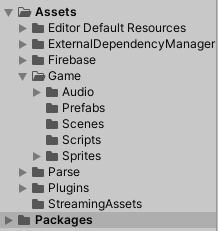 Assets
Editor Default Resources
ExternalDependencyManager
Firebase
Game
Audio
Prefabs
Scenes
Scripts
Sprites
Parse
Plugins
StreamingAssets
Packages